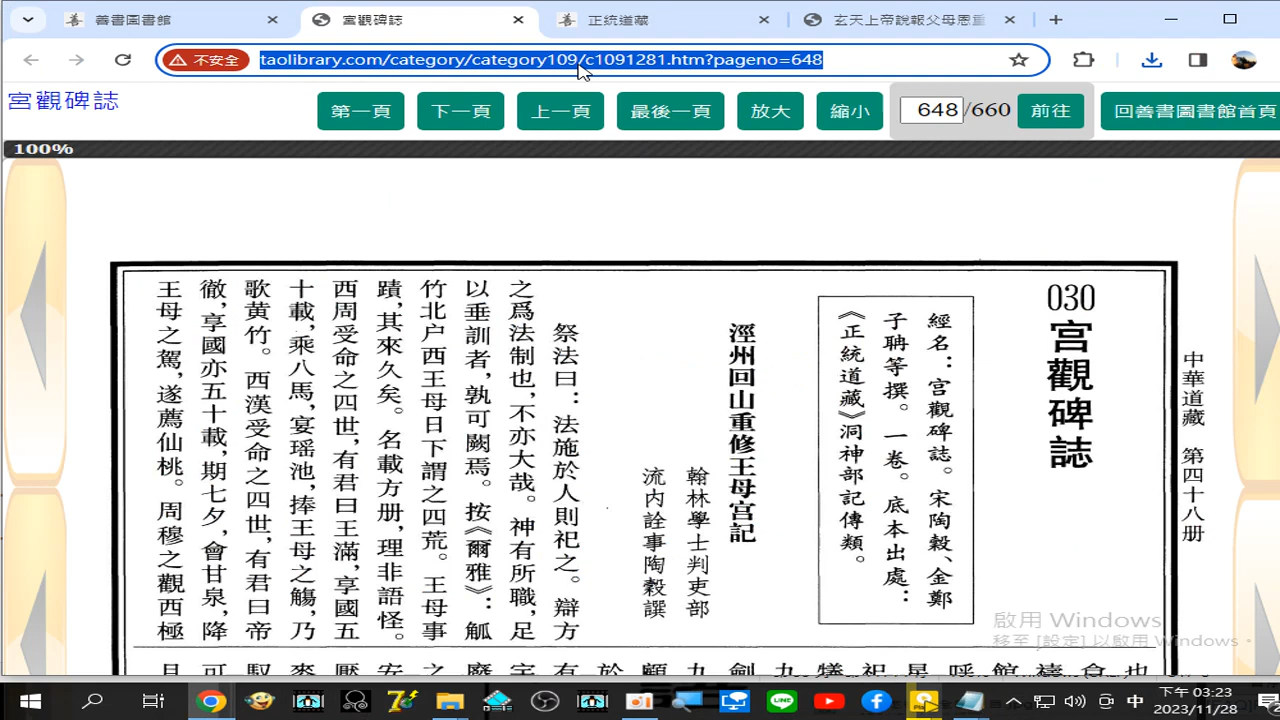 善書圖書館
宮觀碑誌
正統道藏
玄天上帝說報父母恩重
不安全
taolibrary.com/category/category109/c1091281.htm?pageno=648
宮觀碑誌
第一頁
下一頁
上一頁
最後一頁
放大
縮小
648/660
前往
回善書圖書館首頁
100%
中華道藏 第四十八册
030宫觀碑誌
經名：宫觀碑誌。宋陶穀、金鄭
子聃等撰。一卷。底本出處：
《正統道藏》洞神部記傳類。
涇州回山重修王母宫記
翰林學士判吏部
流内詮事陶穀譔
祭法曰：法施於人則祀之。辯方
之爲法制也，不亦大哉。神有所職，足
以垂訓者，孰可闕焉。按《爾雅》：觚
竹北户西王母日下謂之四荒。王母事
蹟，其來久矣。名載方册，理非語怪。
西周受命之四世，有君曰王滿，享國五
十載，乘八馬，宴瑶池，捧王母之觴，乃
歌黄竹。西漢受命之四世，有君曰帝
徹，享國亦五十載，期七夕，會甘泉，降
王母之駕，遂薦仙桃。周穆之觀西極
啟用 Windows
移至 [設定] 以啟用 Windows。
中
下午 03:23
2023/11/28